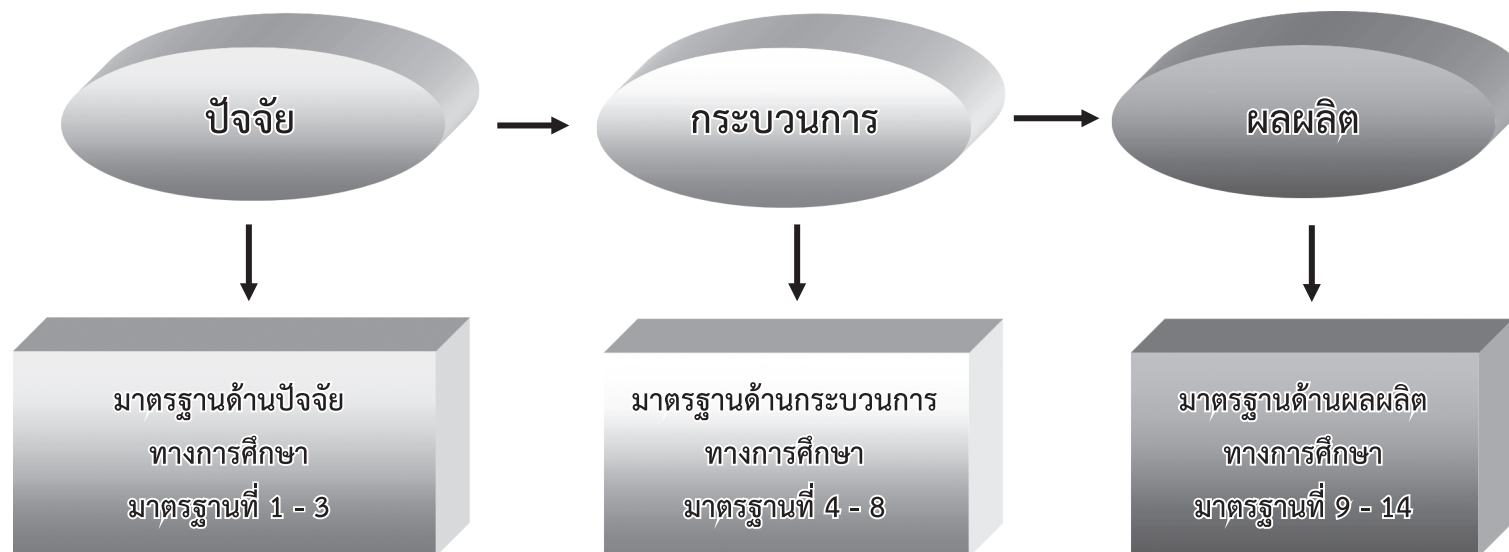 ปัจจัย
กระบวนการ
ผลผลิต
มาตรฐานด้านปัจจัย
ทางการศึกษา
มาตรฐานที่ 1 - 3
มาตรฐานด้านกระบวนการ
ทางการศึกษา
มาตรฐานที่ 4 - 8
มาตรฐานด้านผลผลิต
ทางการศึกษา
มาตรฐานที่ 9 - 14